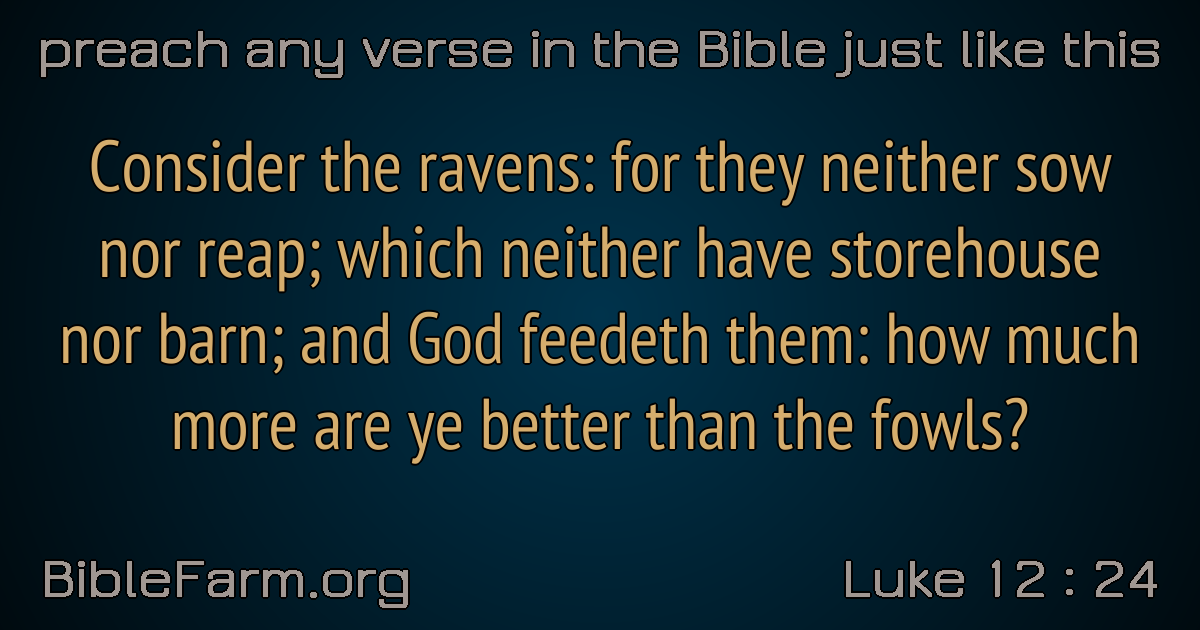 preach any verse in the Bible just like this
Consider the ravens: for they neither sow
nor reap; which neither have storehouse
nor barn; and God feedeth them: how much
more are ye better than the fowls?
BibleFarm.org
Luke 12 : 24